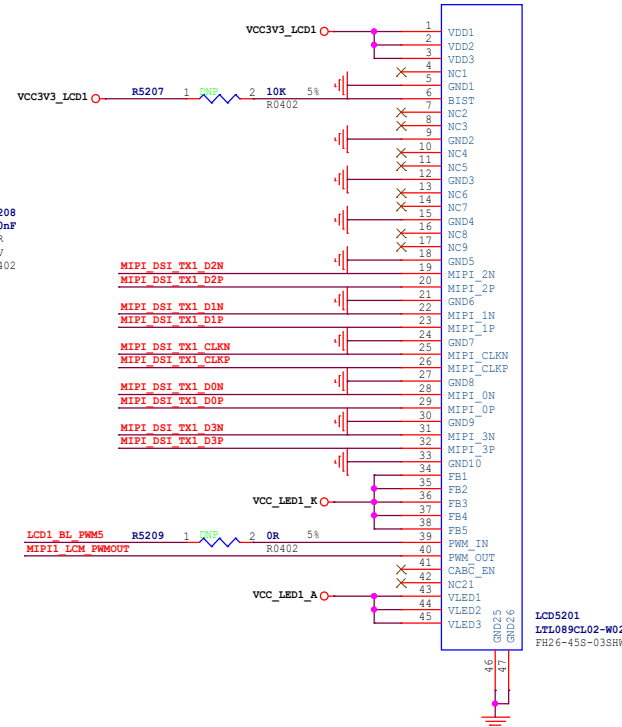 VCC3V3_LCD1
1 VDD1
2 VDD2
3 VDD3
4 NC1
5 GND1
VCC3V3_LCD1 R5207 1 DNP 2 10K 5% R0402
6 BIST
7 NC2
8 NC3
9 GND2
10 NC4
11 NC5
12 GND3
13 NC6
14 NC7
15 GND4
16 NC8
17 NC9
18 GND5
208
0nF
R
V
402
MIPI_DSI_TX1_D2N 19 MIPI_2N
MIPI_DSI_TX1_D2P 20 MIPI_2P
21 GND6
MIPI_DSI_TX1_D1N 22 MIPI_1N
MIPI_DSI_TX1_D1P 23 MIPI_1P
24 GND7
MIPI_DSI_TX1_CLKN 25 MIPI_CLKN
MIPI_DSI_TX1_CLKP 26 MIPI_CLKP
27 GND8
MIPI_DSI_TX1_D0N 28 MIPI_0N
MIPI_DSI_TX1_D0P 29 MIPI_0P
30 GND9
MIPI_DSI_TX1_D3N 31 MIPI_3N
MIPI_DSI_TX1_D3P 32 MIPI_3P
33 GND10
34 FB1
35 FB2
VCC_LED1_K 36 FB3
37 FB4
38 FB5
LCD1_BL_PWM5 R5209 1 DNP 2 0R 5% R0402
39 PWM_IN
MIPI1_LCM_PWMOUT 40 PWM_OUT
41 CABC_EN
42 NC21
VCC_LED1_A 43 VLED1
44 VLED2
45 VLED3
GND25
GND26
46
47
LCD5201
LTL089CL02-W02
FH26-45S-03SHW